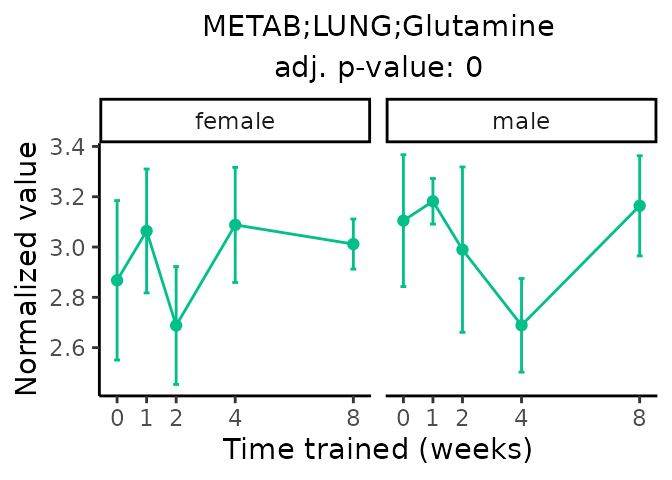 METAB;LUNG;Glutamine
adj. p-value: 0
female
male
Normalized value
3.4
3.2
3.0
2.8
2.6
0 1 2 4 8
0 1 2 4 8
Time trained (weeks)